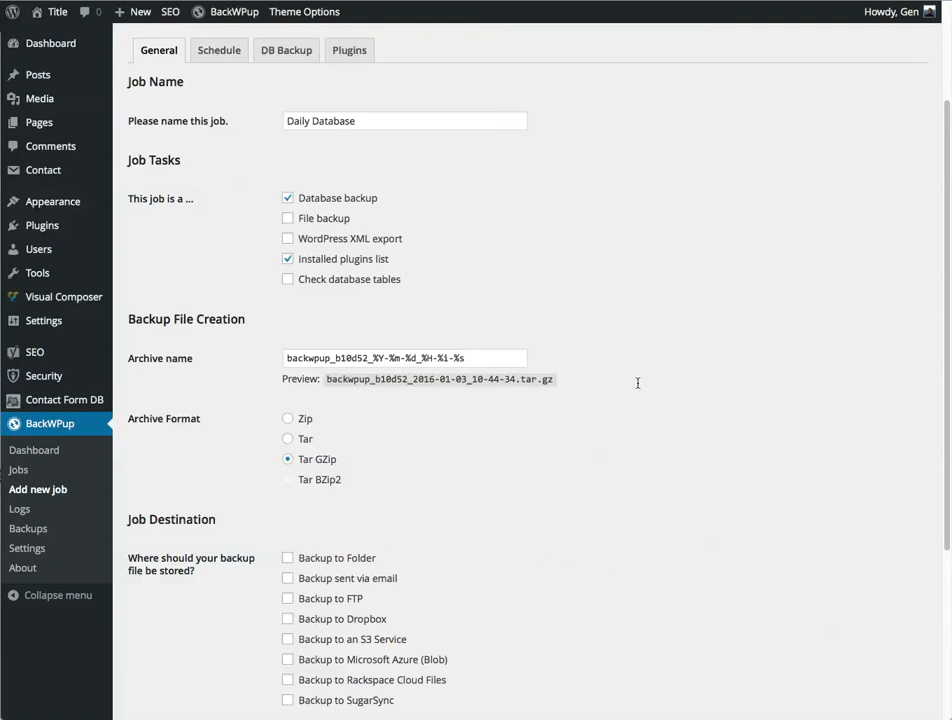 Title 0 New SEO BackWPup Theme Options Howdy, Gen
Dashboard
Posts
Media
Pages
Comments
Contact
Appearance
Plugins
Users
Tools
Visual Composer
Settings
SEO
Security
Contact Form DB
BackWPup
Dashboard
Jobs
Add new job
Logs
Backups
Settings
About
Collapse menu
General Schedule DB Backup Plugins
Job Name
Please name this job. Daily Database
Job Tasks
This job is a ... Database backup
File backup
WordPress XML export
Installed plugins list
Check database tables
Backup File Creation
Archive name backwpup_b10d52_%Y-%m-%d_%H-%i-%s
Preview: backwpup_b10d52_2016-01-03_10-44-34.tar.gz
Archive Format Zip
Tar
Tar GZip
Tar BZip2
Job Destination
Where should your backup file be stored?
Backup to Folder
Backup sent via email
Backup to FTP
Backup to Dropbox
Backup to an S3 Service
Backup to Microsoft Azure (Blob)
Backup to Rackspace Cloud Files
Backup to SugarSync